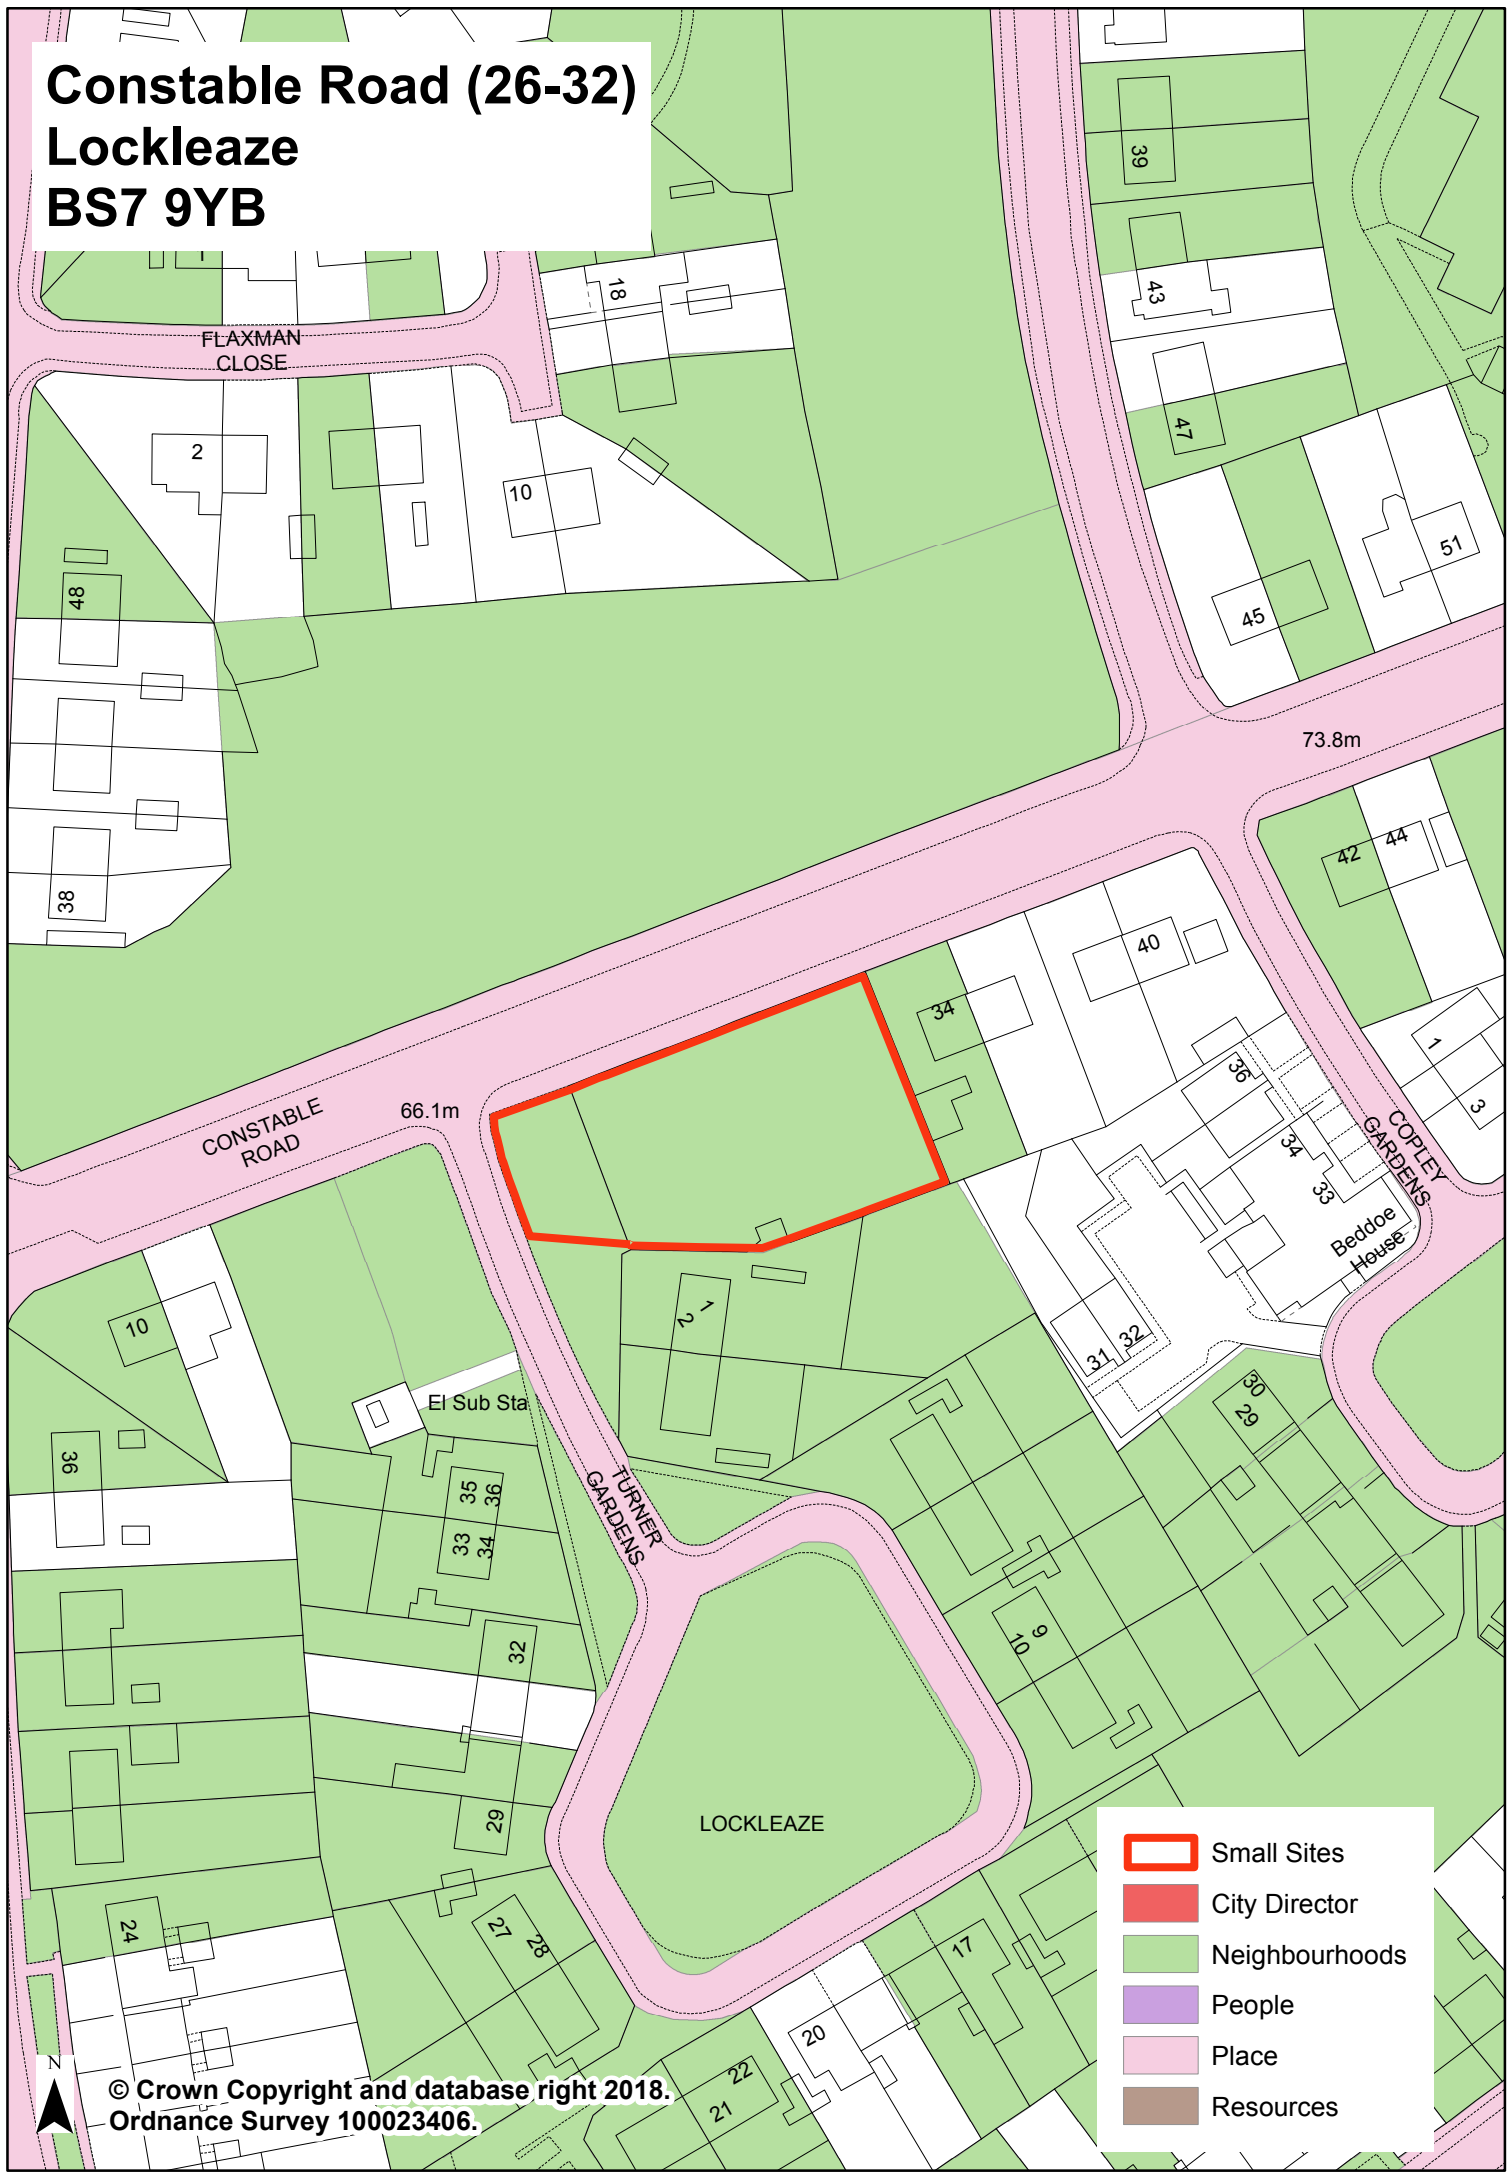 Constable Road (26-32)
Lockleaze
BS7 9YB
39
18
43
FLAXMAN
CLOSE
47
2
10
51
48
45
73.8m
42
44
38
40
34
1
36
3
66.1m
CONSTABLE
ROAD
COPLEY
GARDENS
34
33
Beddoe
House
10
1
2
31
32
El Sub Sta
30
29
36
35
36
33
34
TURNER
GARDENS
9
10
32
29
LOCKLEAZE
24
27
28
17
20
22
21
Small Sites
City Director
Neighbourhoods
People
Place
Resources
N
© Crown Copyright and database right 2018.
Ordnance Survey 100023406.